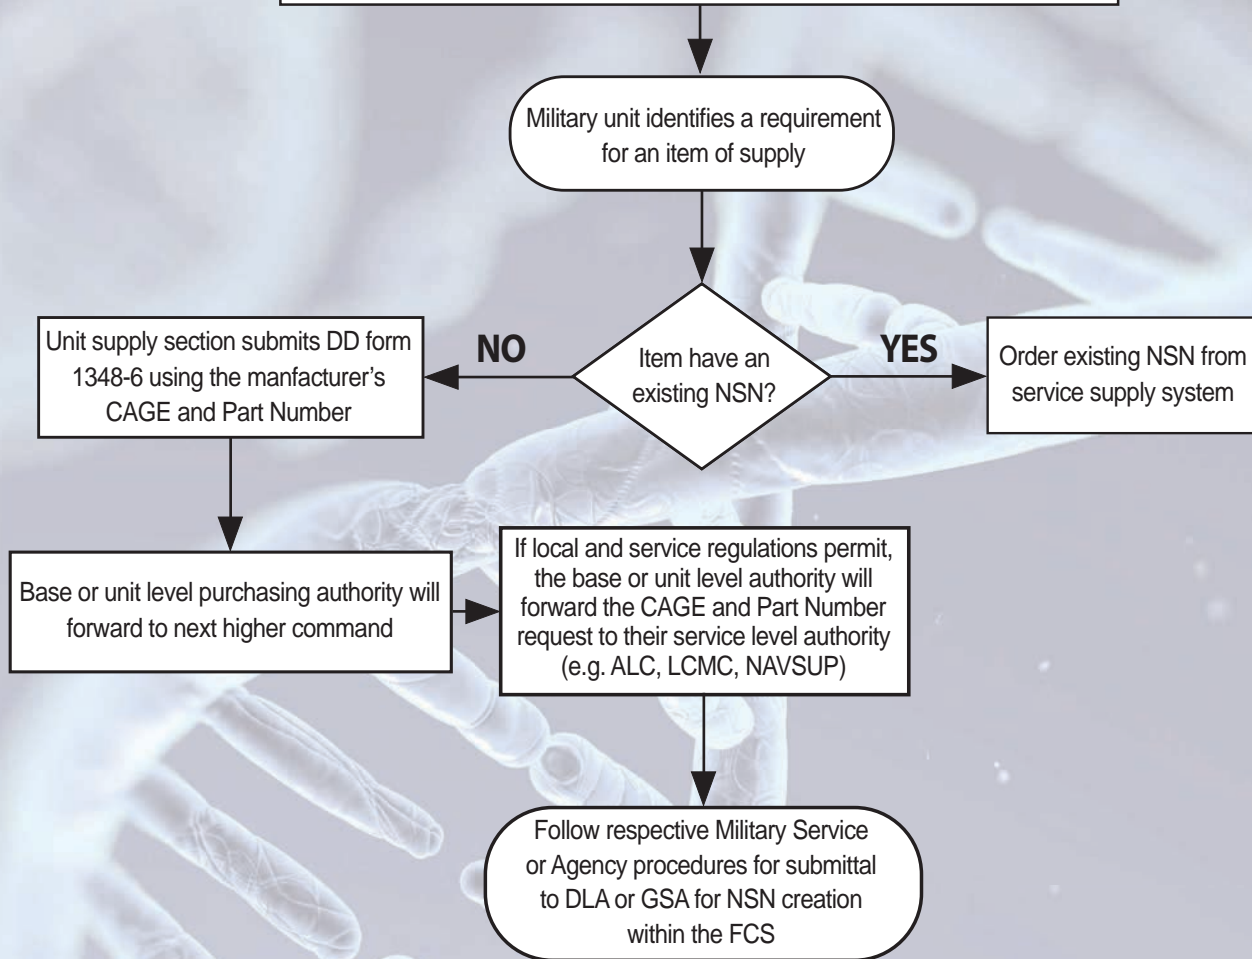 Military unit identifies a requirement
for an item of supply
Item have an
existing NSN?
NO
YES
Unit supply section submits DD form
1348-6 using the manfacturer's
CAGE and Part Number
Order existing NSN from
service supply system
Base or unit level purchasing authority will
forward to next higher command
If local and service regulations permit,
the base or unit level authority will
forward the CAGE and Part Number
request to their service level authority
(e.g. ALC, LCMC, NAVSUP)
Follow respective Military Service
or Agency procedures for submittal
to DLA or GSA for NSN creation
within the FCS